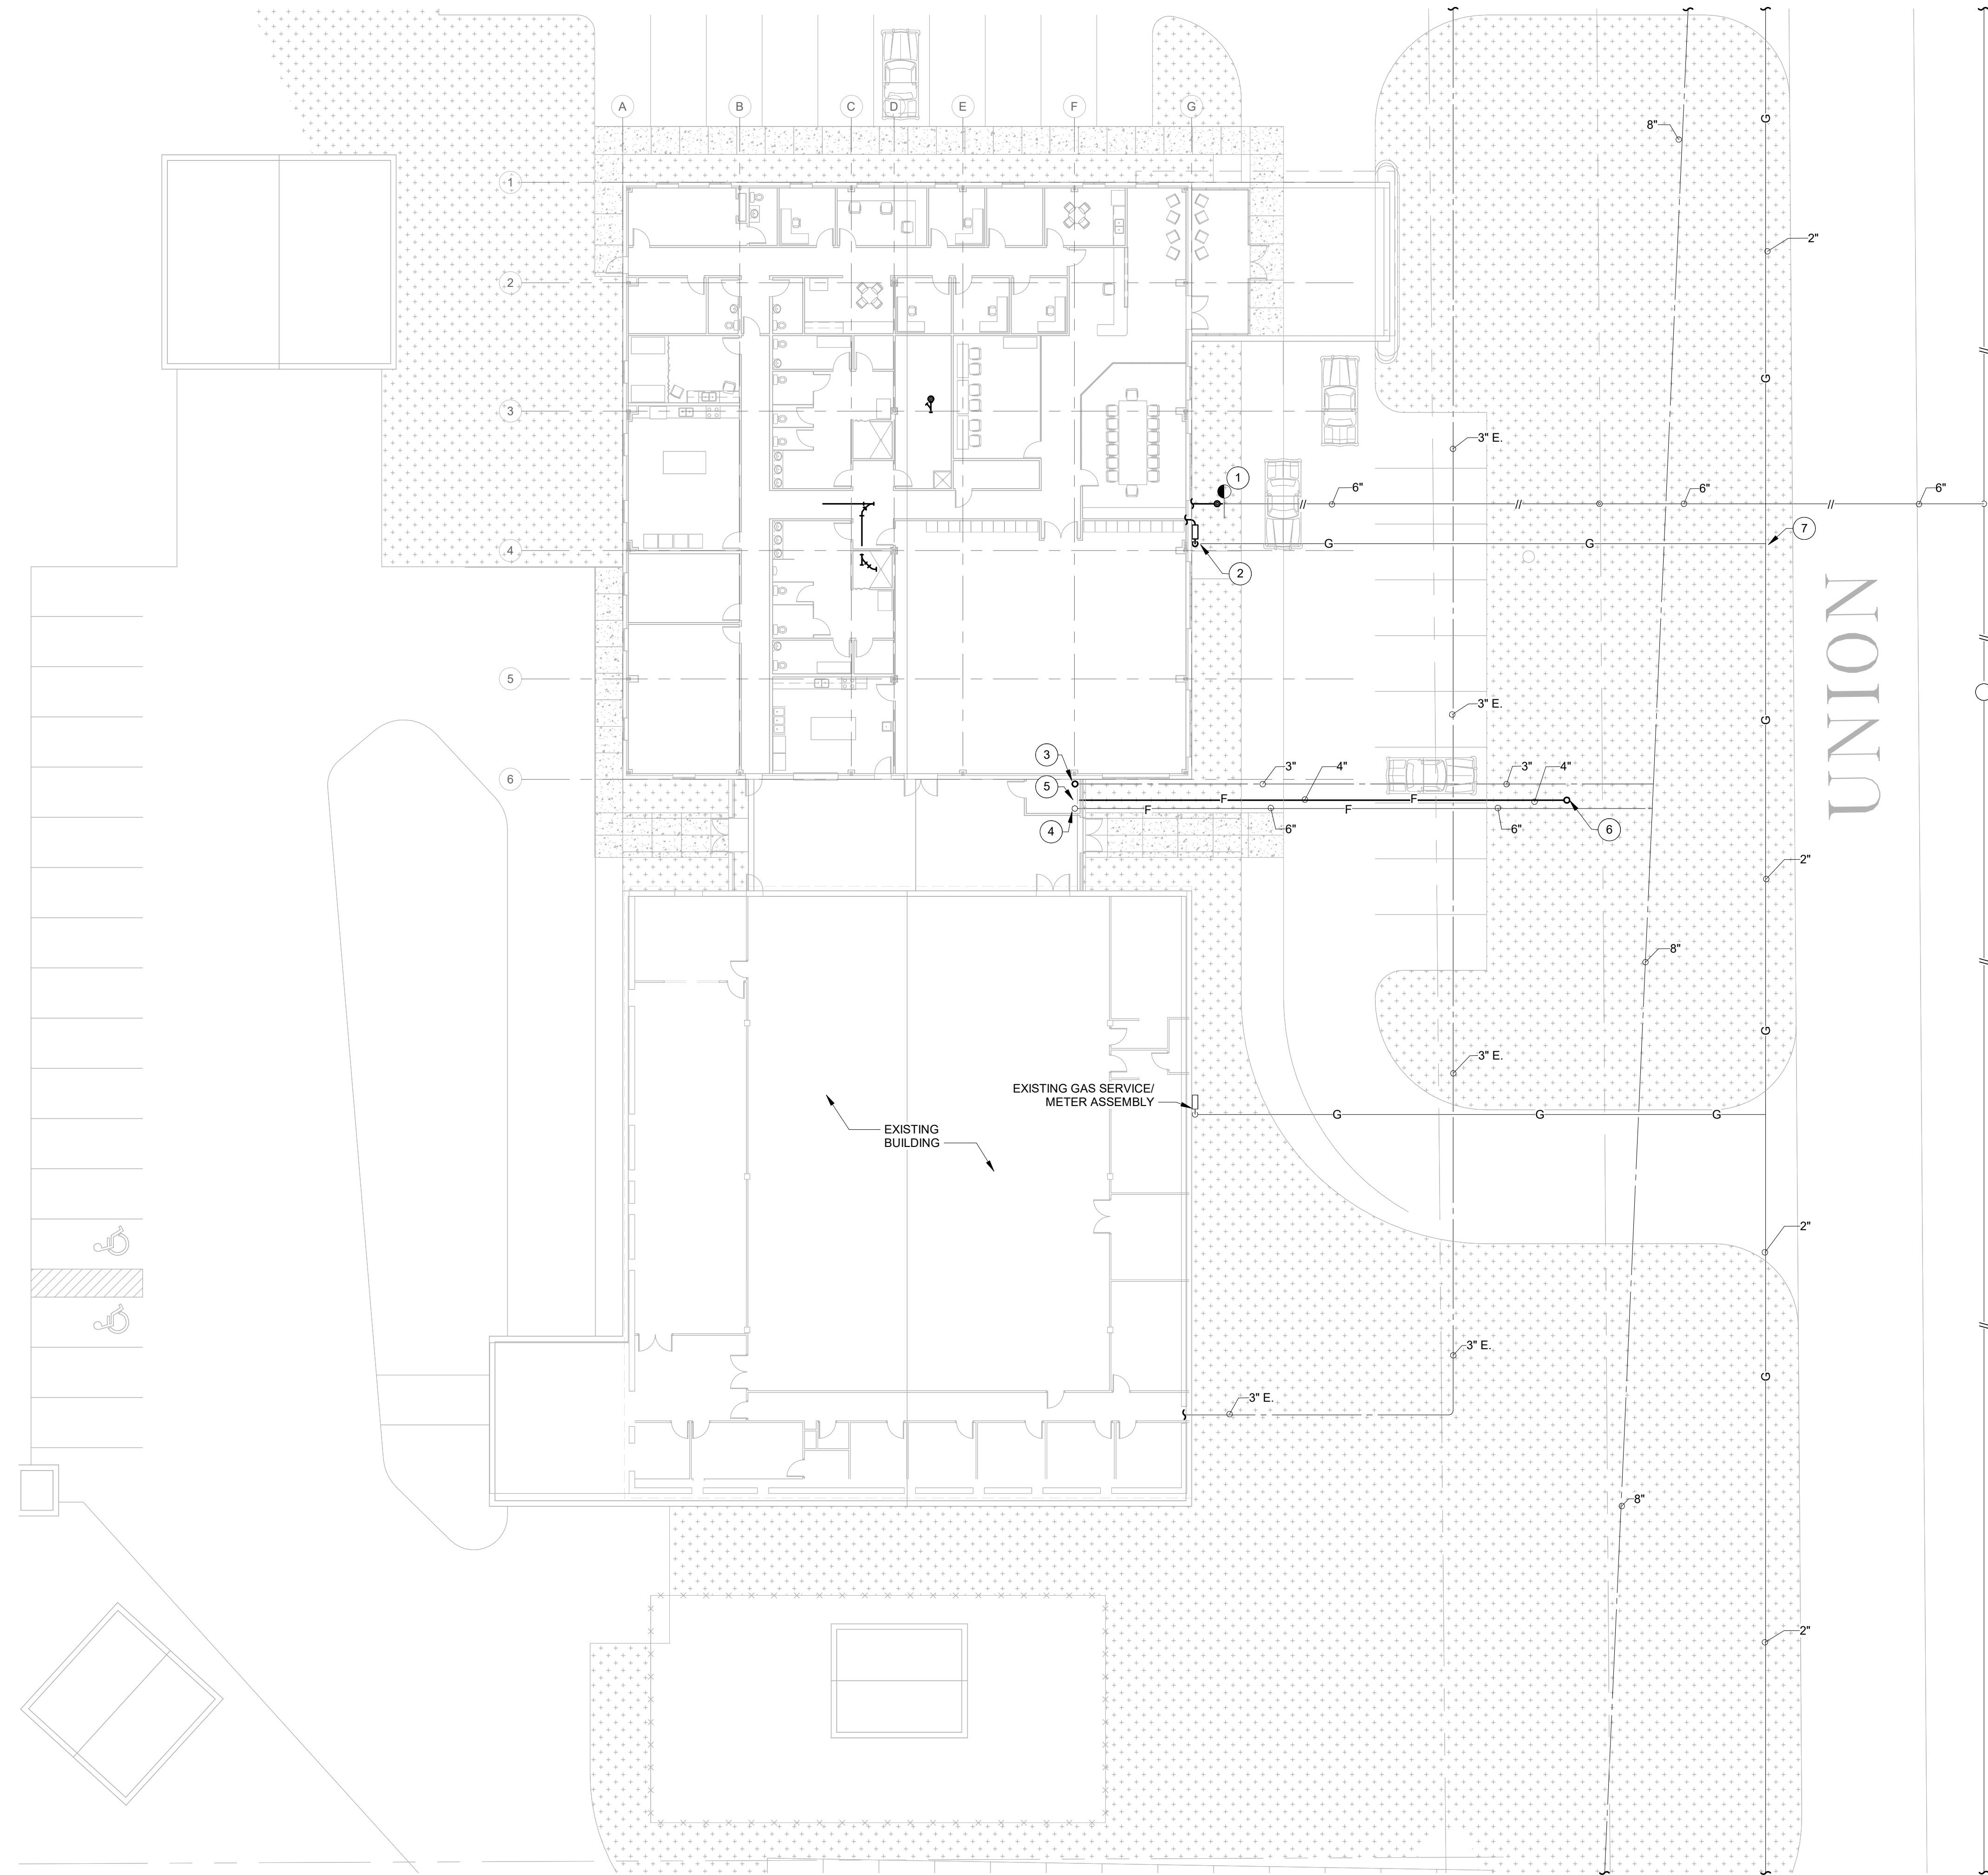 A
B
C
D
E
F
G
8"
G
1
2"
2
G
3
3" E.
1
6"
6"
6"
7
G
G
4
2
UNION
5
3" E.
G
3
6
3"
4"
3"
4"
5
F
F
F
F
4
6"
6"
6
2"
8"
G
3" E.
EXISTING GAS SERVICE/
METER ASSEMBLY
G
G
G
EXISTING
BUILDING
2"
3" E.
G
3" E.
8"
2"